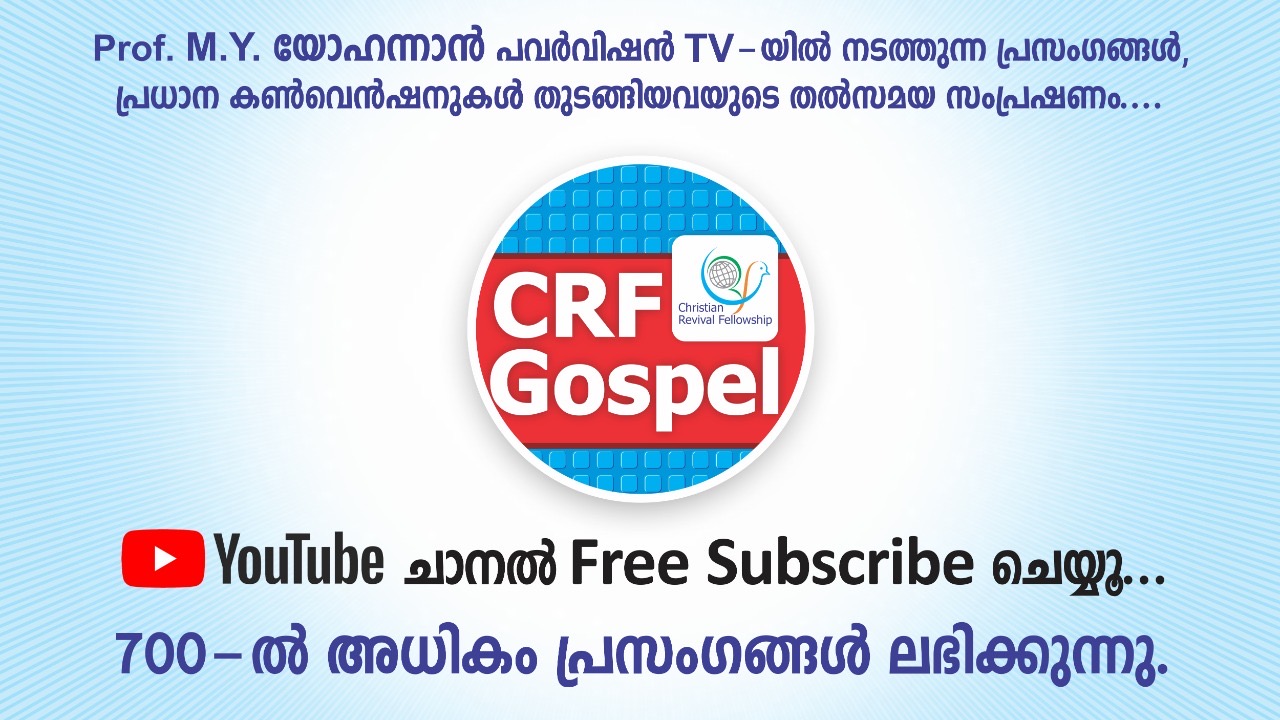 Prof. M.Y. യോഹന്നാൻ പവർവിഷൻ TV-യിൽ നടത്തുന്ന പ്രസംഗങ്ങൾ,
പ്രധാന കൺവെൻഷനുകൾ തുടങ്ങിയവയുടെ തൽസമയ സംപ്രഷണം....
CRF
Gospel
Christian
Revival Fellowship
YouTube ചാനൽ Free Subscribe ചെയ്യൂ...
700-ൽ അധികം പ്രസംഗങ്ങൾ ലഭിക്കുന്നു.